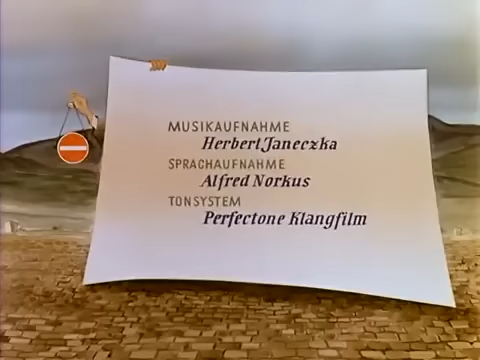 MUSIKAUFNAHME
Herbert Janeczka
SPRACHAUFNAHME
Alfred Norkus
TONSYSTEM
Perfectone Klangfilm